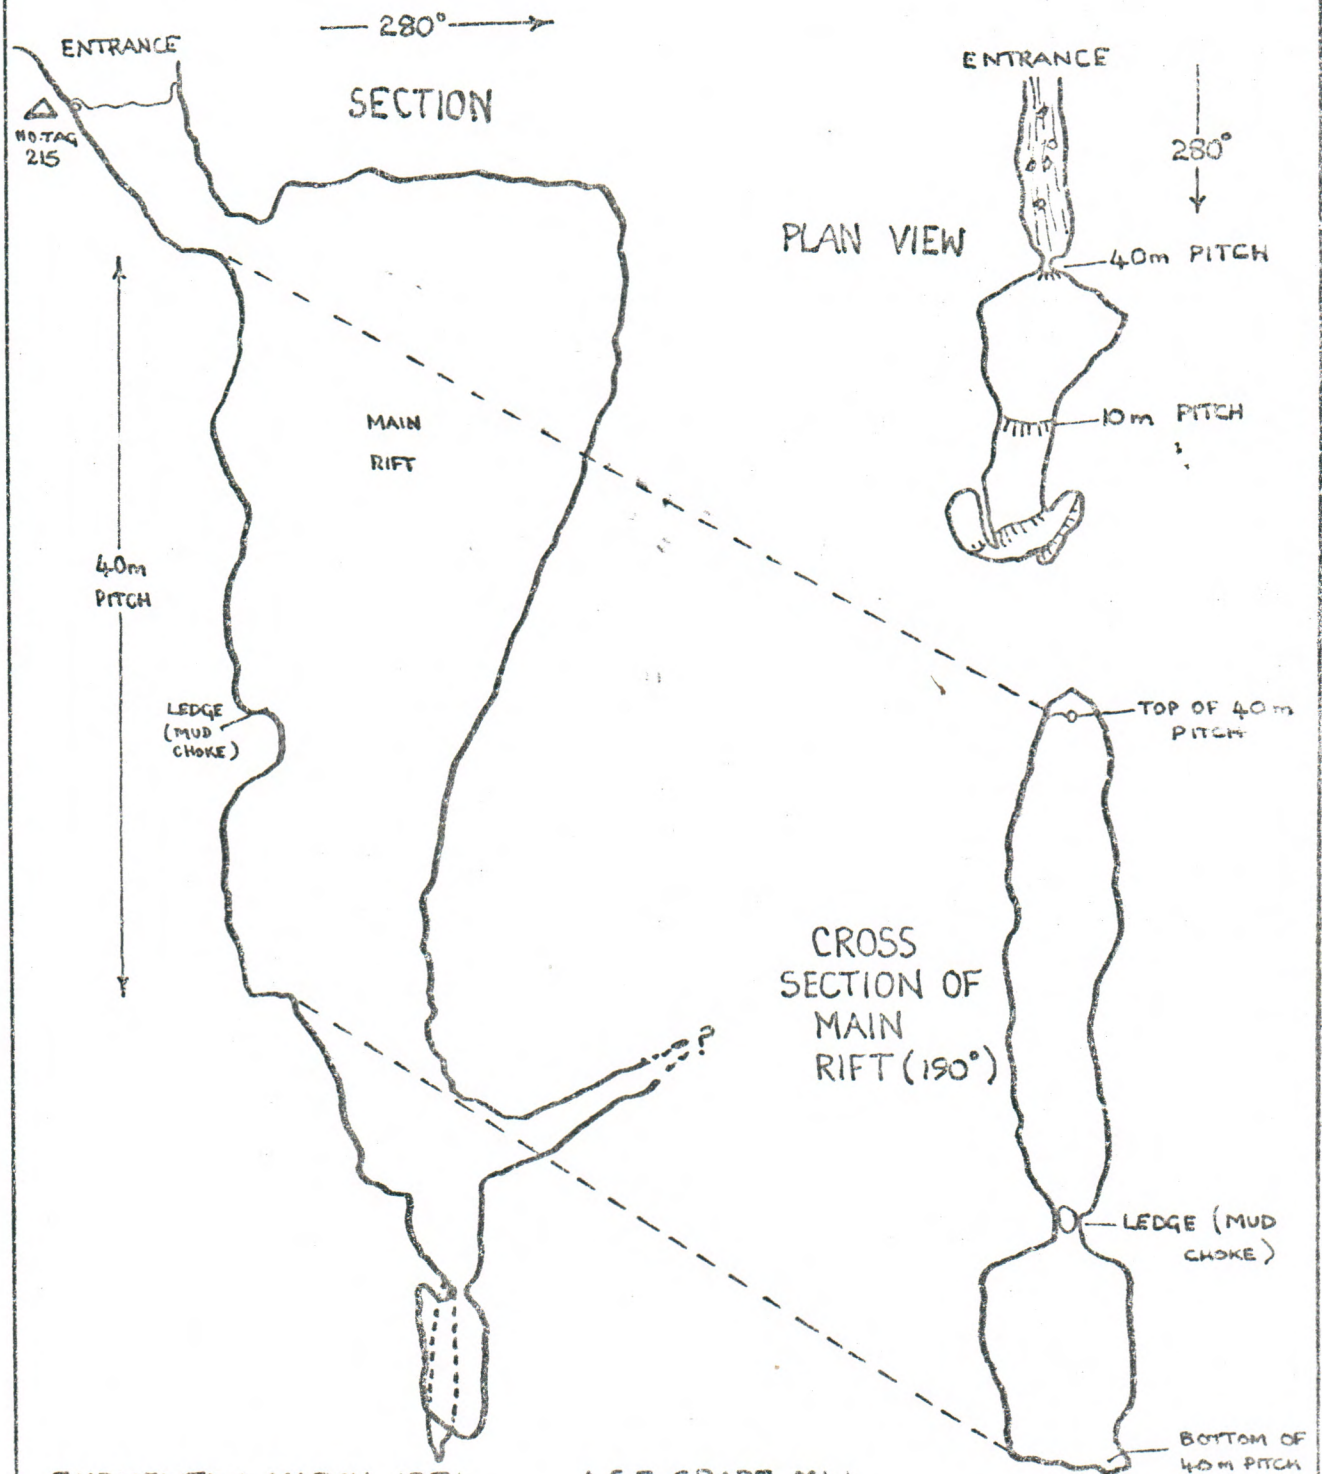 280°
ENTRANCE
SECTION
NO.TAG
215
MAIN
RIFT
40m
PITCH
LEDGE
(MUD
CHOKE)
?
ENTRANCE
280°
PLAN VIEW
40m PITCH
10m PITCH
TOP OF 40m
PITCH
CROSS
SECTION OF
MAIN
RIFT (190°)
LEDGE (MUD
CHOKE)
BOTTOM OF
40m PITCH